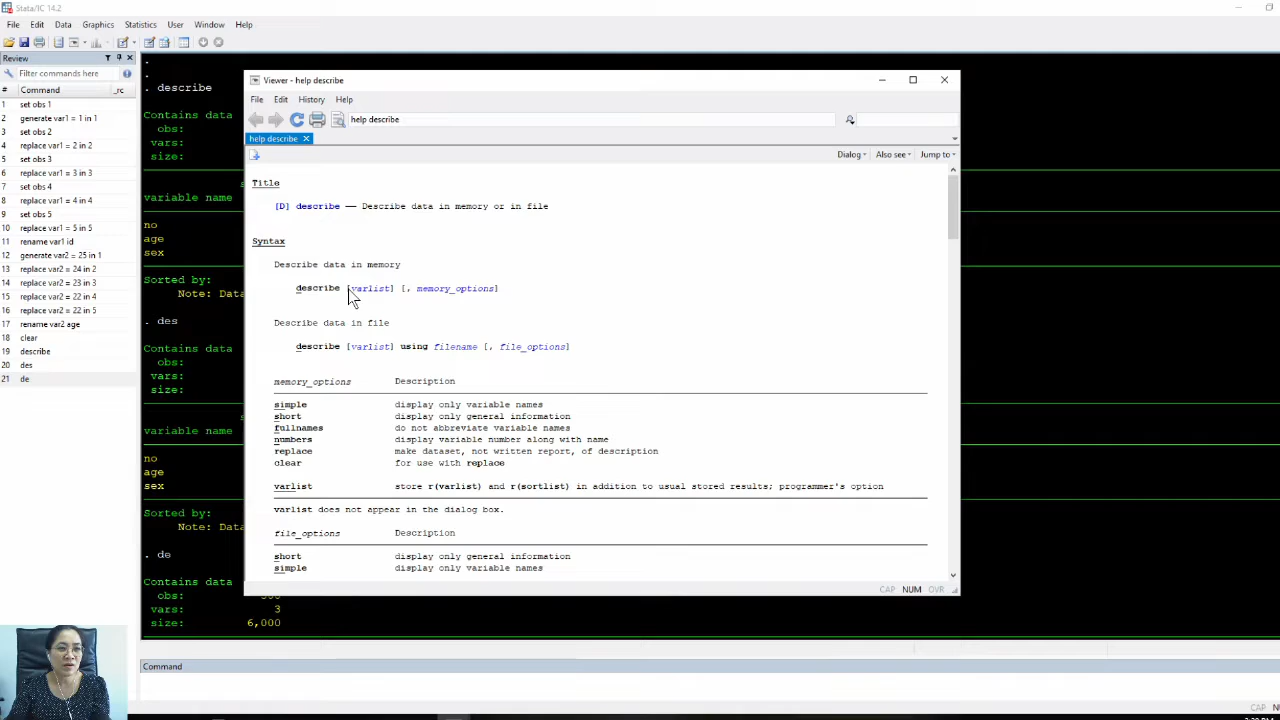 Stata/IC 14.2
File Edit Data Graphics Statistics User Window Help
Review
Filter commands here
# Command _rc
1 set obs 1
2 generate var1 = 1 in 1
3 set obs 2
4 replace var1 = 2 in 2
5 set obs 3
6 replace var1 = 3 in 3
7 set obs 4
8 replace var1 = 4 in 4
9 set obs 5
10 replace var1 = 5 in 5
11 rename var1 id
12 generate var2 = 25 in 1
13 replace var2 = 24 in 2
14 replace var2 = 23 in 3
15 replace var2 = 22 in 4
16 replace var2 = 22 in 5
17 rename var2 age
18 clear
19 describe
20 des
21 de
.
.
. describe
Contains data
obs:
vars:
size:
variable name
no
age
sex
Sorted by:
Note: Data
. des
Contains data
obs:
vars:
size:
variable name
no
age
sex
Sorted by:
Note: Data
. de
Contains data
obs:
vars: 3
size: 6,000
Command
Viewer - help describe
File Edit History Help
help describe
help describe
Dialog Also see Jump to
Title
[D] describe — Describe data in memory or in file
Syntax
Describe data in memory
describe [varlist] [, memory_options]
Describe data in file
describe [varlist] using filename [, file_options]
memory_options Description
simple display only variable names
short display only general information
fullnames do not abbreviate variable names
numbers display variable number along with name
replace make dataset, not written report, of description
clear for use with replace
varlist store r(varlist) and r(sortlist) in addition to usual stored results; programmer's option
varlist does not appear in the dialog box.
file_options Description
short display only general information
simple display only variable names
CAP NUM OVR
CAP